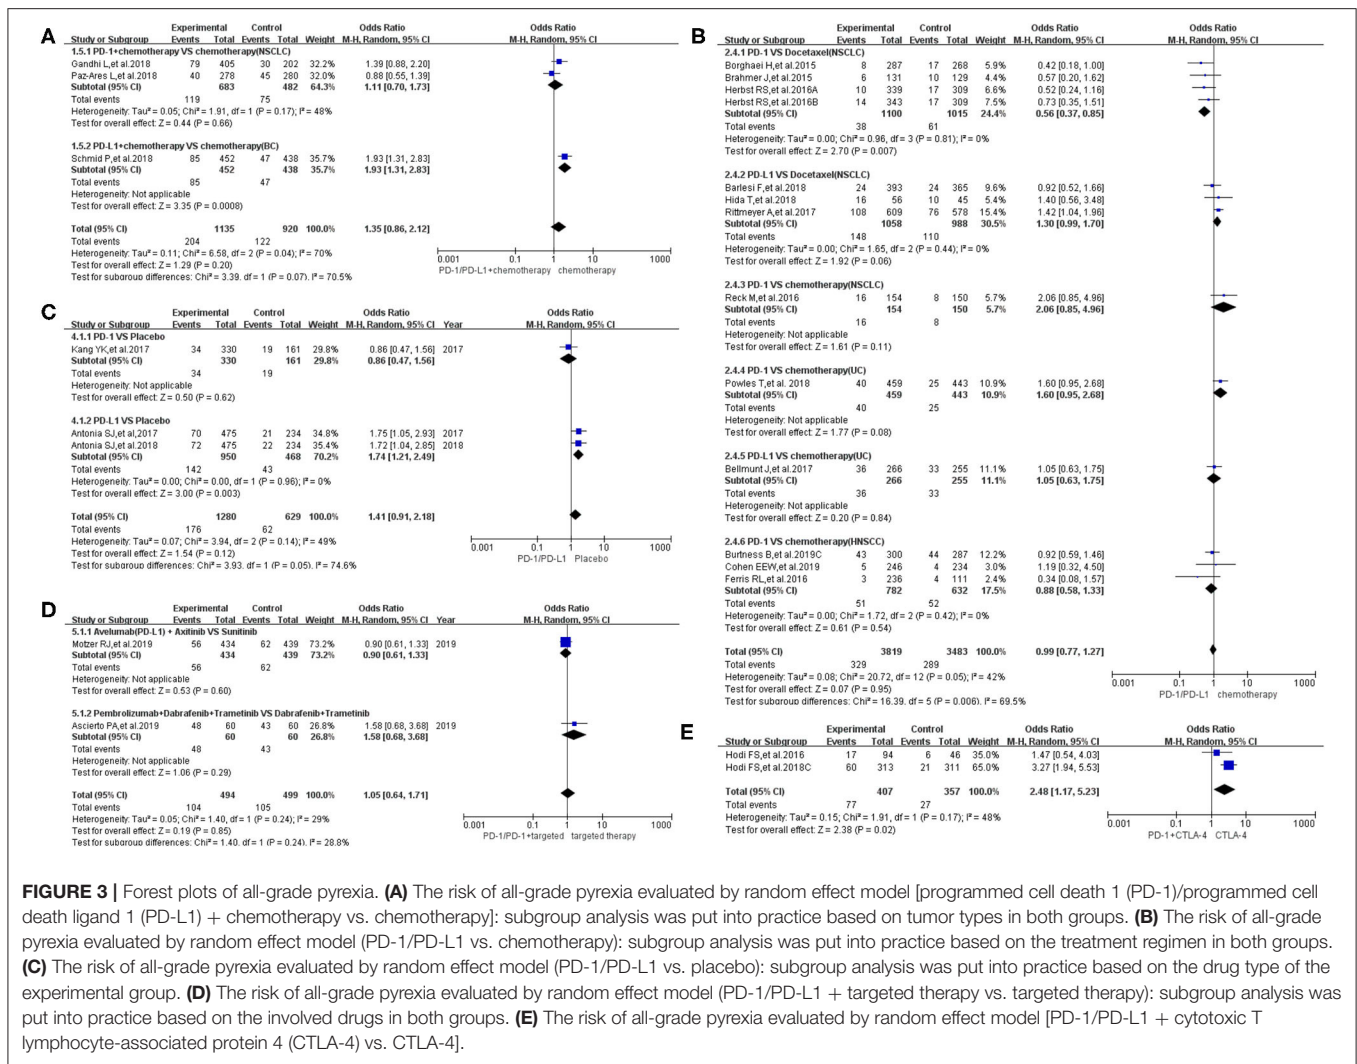 A
Experimental Control Odds Ratio Odds Ratio
Study or Subgroup Events Total Events Total Weight M-H, Random, 95% CI M-H, Random, 95% CI
1.5.1 PD-1+chemotherapy VS chemotherapy(NSCLC)
Gandhi L,et al.2018 79 405 30 202 32.2% 1.39 [0.88, 2.20]
Paz-Ares L,et al.2018 40 278 45 280 32.0% 0.88 [0.55, 1.39]
Subtotal (95% CI) 683 482 64.3% 1.11 [0.70, 1.73]
Total events 119 75
Heterogeneity: Tau² = 0.05; Chi² = 1.91, df = 1 (P = 0.17); I² = 48%
Test for overall effect: Z = 0.44 (P = 0.66)
1.5.2 PD-L1+chemotherapy VS chemotherapy(BC)
Schmid P,et al.2018 85 452 47 438 35.7% 1.93 [1.31, 2.83]
Subtotal (95% CI) 452 438 35.7% 1.93 [1.31, 2.83]
Total events 85 47
Heterogeneity: Not applicable
Test for overall effect: Z = 3.35 (P = 0.0008)
Total (95% CI) 1135 920 100.0% 1.35 [0.86, 2.12]
Total events 204 122
Heterogeneity: Tau² = 0.11; Chi² = 6.58, df = 2 (P = 0.04); I² = 70%
Test for overall effect: Z = 1.29 (P = 0.20)
Test for subgroup differences: Chi² = 3.39, df = 1 (P = 0.07), I² = 70.5%
0.001 0.1 1 10 1000
PD-1/PD-L1+chemotherapy chemotherapy
B
Experimental Control Odds Ratio Odds Ratio
Study or Subgroup Events Total Events Total Weight M-H, Random, 95% CI M-H, Random, 95% CI
2.4.1 PD-1 VS Docetaxel(NSCLC)
Borghaei H,et al.2015 8 287 17 268 6.3% 0.42 [0.18, 1.00]
Brahmer J,et al.2015 6 131 10 129 4.5% 0.57 [0.20, 1.62]
Herbst RS,et al.2016A 10 339 17 309 6.6% 0.52 [0.24, 1.16]
Herbst RS,et al.2016B 14 343 17 309 7.5% 0.73 [0.35, 1.51]
Subtotal (95% CI) 1100 1015 24.4% 0.56 [0.37, 0.85]
Total events 38 61
Heterogeneity: Tau² = 0.00; Chi² = 0.96, df = 3 (P = 0.81); I² = 0%
Test for overall effect: Z = 2.70 (P = 0.007)
2.4.2 PD-L1 VS Docetaxel(NSCLC)
Barlesi F,et al.2018 24 393 24 365 9.6% 0.92 [0.52, 1.66]
Hida T,et al.2018 16 56 10 45 5.4% 1.40 [0.56, 3.48]
Rittmeyer A,et al.2017 108 609 76 578 15.4% 1.42 [1.04, 1.96]
Subtotal (95% CI) 1058 988 30.5% 1.30 [0.99, 1.70]
Total events 148 110
Heterogeneity: Tau² = 0.00; Chi² = 1.65, df = 2 (P = 0.44); I² = 0%
Test for overall effect: Z = 1.92 (P = 0.06)
2.4.3 PD-1 VS chemotherapy(NSCLC)
Reck M,et al.2016 16 154 8 150 5.7% 2.06 [0.85, 4.96]
Subtotal (95% CI) 154 150 5.7% 2.06 [0.85, 4.96]
Total events 16 8
Heterogeneity: Not applicable
Test for overall effect: Z = 1.61 (P = 0.11)
2.4.4 PD-1 VS chemotherapy(UC)
Powles T,et al. 2018 40 459 25 443 10.9% 1.60 [0.95, 2.68]
Subtotal (95% CI) 459 443 10.9% 1.60 [0.95, 2.68]
Total events 40 25
Heterogeneity: Not applicable
Test for overall effect: Z = 1.77 (P = 0.08)
2.4.5 PD-L1 VS chemotherapy(UC)
Bellmunt J,et al.2017 36 266 33 255 11.1% 1.05 [0.63, 1.75]
Subtotal (95% CI) 266 255 11.1% 1.05 [0.63, 1.75]
Total events 36 33
Heterogeneity: Not applicable
Test for overall effect: Z = 0.20 (P = 0.84)
2.4.6 PD-1 VS chemotherapy(HNSCC)
Burtness B,et al.2019C 43 300 44 287 12.2% 0.92 [0.59, 1.46]
Cohen EEW,et al.2019 5 246 4 234 3.0% 1.19 [0.32, 4.50]
Ferris RL,et al.2016 3 236 4 111 2.4% 0.34 [0.08, 1.57]
Subtotal (95% CI) 782 632 17.5% 0.88 [0.58, 1.33]
Total events 51 52
Heterogeneity: Tau² = 0.00; Chi² = 1.72, df = 2 (P = 0.42); I² = 0%
Test for overall effect: Z = 0.61 (P = 0.54)
Total (95% CI) 3819 3483 100.0% 0.99 [0.77, 1.27]
Total events 329 289
Heterogeneity: Tau² = 0.08; Chi² = 20.72, df = 12 (P = 0.05); I² = 42%
Test for overall effect: Z = 0.07 (P = 0.95)
Test for subgroup differences: Chi² = 16.39, df = 5 (P = 0.006), I² = 69.5%
0.001 0.1 1 10 1000
PD-1/PD-L1 chemotherapy
C
Experimental Control Odds Ratio Odds Ratio
Study or Subgroup Events Total Events Total Weight M-H, Random, 95% CI Year M-H, Random, 95% CI
4.1.1 PD-1 VS Placebo
Kang YK,et al.2017 34 330 19 161 29.8% 0.86 [0.47, 1.56] 2017
Subtotal (95% CI) 330 161 29.8% 0.86 [0.47, 1.56]
Total events 34 19
Heterogeneity: Not applicable
Test for overall effect: Z = 0.50 (P = 0.62)
4.1.2 PD-L1 VS Placebo
Antonia SJ,et al,2017 70 475 21 234 34.8% 1.75 [1.05, 2.93] 2017
Antonia SJ,et al.2018 72 475 22 234 35.4% 1.72 [1.04, 2.85] 2018
Subtotal (95% CI) 950 468 70.2% 1.74 [1.21, 2.49]
Total events 142 43
Heterogeneity: Tau² = 0.00; Chi² = 0.00, df = 1 (P = 0.96); I² = 0%
Test for overall effect: Z = 3.00 (P = 0.003)
Total (95% CI) 1280 629 100.0% 1.41 [0.91, 2.18]
Total events 176 62
Heterogeneity: Tau² = 0.07; Chi² = 3.94, df = 2 (P = 0.14); I² = 49%
Test for overall effect: Z = 1.54 (P = 0.12)
Test for subgroup differences: Chi² = 3.93, df = 1 (P = 0.05), I² = 74.6%
0.001 0.1 1 10 1000
PD-1/PD-L1 Placebo
D
Experimental Control Odds Ratio Odds Ratio
Study or Subgroup Events Total Events Total Weight M-H, Random, 95% CI Year M-H, Random, 95% CI
5.1.1 Avelumab(PD-L1) + Axitinib VS Sunitinib
Motzer RJ,et al.2019 56 434 62 439 73.2% 0.90 [0.61, 1.33] 2019
Subtotal (95% CI) 434 439 73.2% 0.90 [0.61, 1.33]
Total events 56 62
Heterogeneity: Not applicable
Test for overall effect: Z = 0.53 (P = 0.60)
5.1.2 Pembrolizumab+Dabrafenib+Trametinib VS Dabrafenib+Trametinib
Ascierto PA,et al.2019 48 60 43 60 26.8% 1.58 [0.68, 3.68] 2019
Subtotal (95% CI) 60 60 26.8% 1.58 [0.68, 3.68]
Total events 48 43
Heterogeneity: Not applicable
Test for overall effect: Z = 1.06 (P = 0.29)
Total (95% CI) 494 499 100.0% 1.05 [0.64, 1.71]
Total events 104 105
Heterogeneity: Tau² = 0.05; Chi² = 1.40, df = 1 (P = 0.24); I² = 29%
Test for overall effect: Z = 0.19 (P = 0.85)
Test for subgroup differences: Chi² = 1.40, df = 1 (P = 0.24), I² = 28.8%
0.001 0.1 1 10 1000
PD-1/PD-1+targeted targeted therapy
E
Experimental Control Odds Ratio Odds Ratio
Study or Subgroup Events Total Events Total Weight M-H, Random, 95% CI M-H, Random, 95% CI
Hodi FS,et al.2016 17 94 6 46 35.0% 1.47 [0.54, 4.03]
Hodi FS,et al.2018C 60 313 21 311 65.0% 3.27 [1.94, 5.53]
Total (95% CI) 407 357 100.0% 2.48 [1.17, 5.23]
Total events 77 27
Heterogeneity: Tau² = 0.15; Chi² = 1.91, df = 1 (P = 0.17); I² = 48%
Test for overall effect: Z = 2.38 (P = 0.02)
0.001 0.1 1 10 1000
PD-1+CTLA-4 CTLA-4
FIGURE 3 | Forest plots of all-grade pyrexia. (A) The risk of all-grade pyrexia evaluated by random effect model [programmed cell death 1 (PD-1)/programmed cell
death ligand 1 (PD-L1) + chemotherapy vs. chemotherapy]: subgroup analysis was put into practice based on tumor types in both groups. (B) The risk of all-grade
pyrexia evaluated by random effect model (PD-1/PD-L1 vs. chemotherapy): subgroup analysis was put into practice based on the treatment regimen in both groups.
(C) The risk of all-grade pyrexia evaluated by random effect model (PD-1/PD-L1 vs. placebo): subgroup analysis was put into practice based on the drug type of the
experimental group. (D) The risk of all-grade pyrexia evaluated by random effect model (PD-1/PD-L1 + targeted therapy vs. targeted therapy): subgroup analysis was
put into practice based on the involved drugs in both groups. (E) The risk of all-grade pyrexia evaluated by random effect model [PD-1/PD-L1 + cytotoxic T
lymphocyte-associated protein 4 (CTLA-4) vs. CTLA-4].